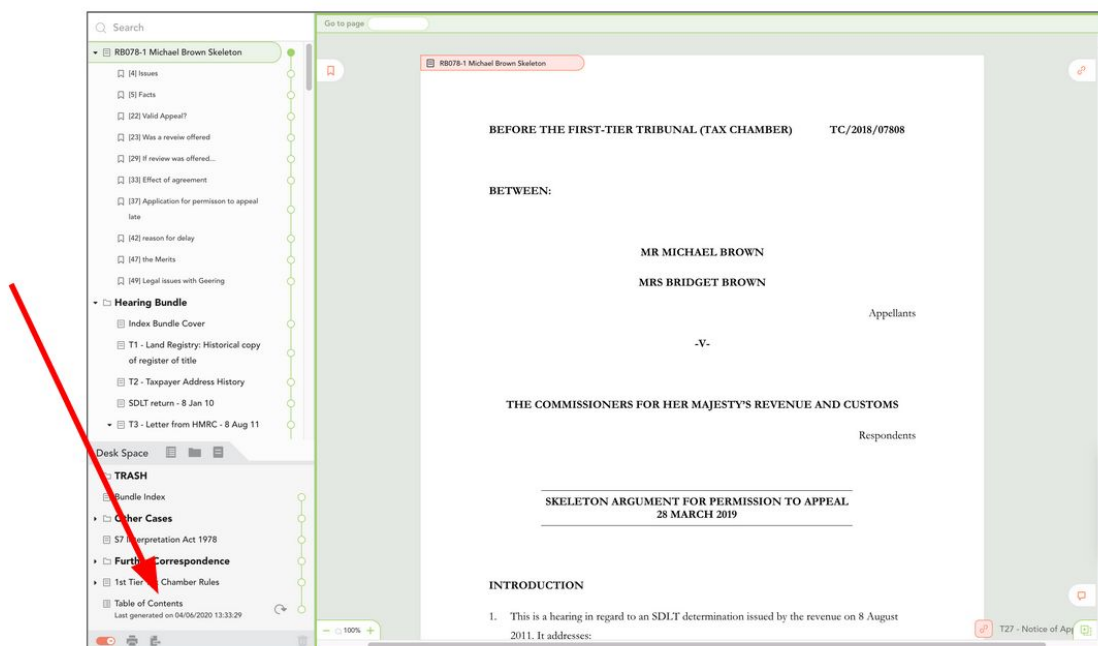 Search
Go to page
RB078-1 Michael Brown Skeleton
[4] Issues
[5] Facts
[22] Valid Appeal?
[23] Was a reveiw offered
[29] If review was offered...
[33] Effect of agreement
[37] Application for permisson to appeal
late
[42] reason for delay
[47] the Merits
[49] Legal issues with Geering
Hearing Bundle
Index Bundle Cover
T1 - Land Registry: Historical copy
of register of title
T2 - Taxpayer Address History
SDLT return - 8 Jan 10
T3 - Letter from HMRC - 8 Aug 11
Desk Space
TRASH
Bundle Index
Other Cases
S7 Interpretation Act 1978
Further Correspondence
1st Tier Chamber Rules
Table of Contents
Last generated on 04/06/2020 13:33:29
RB078-1 Michael Brown Skeleton
BEFORE THE FIRST-TIER TRIBUNAL (TAX CHAMBER) TC/2018/07808
BETWEEN:
MR MICHAEL BROWN
MRS BRIDGET BROWN
Appellants
-V-
THE COMMISSIONERS FOR HER MAJESTY'S REVENUE AND CUSTOMS
Respondents
SKELETON ARGUMENT FOR PERMISSION TO APPEAL
28 MARCH 2019
INTRODUCTION
1. This is a hearing in regard to an SDLT determination issued by the revenue on 8 August
2011. It addresses:
− 100% +
T27 - Notice of Ap